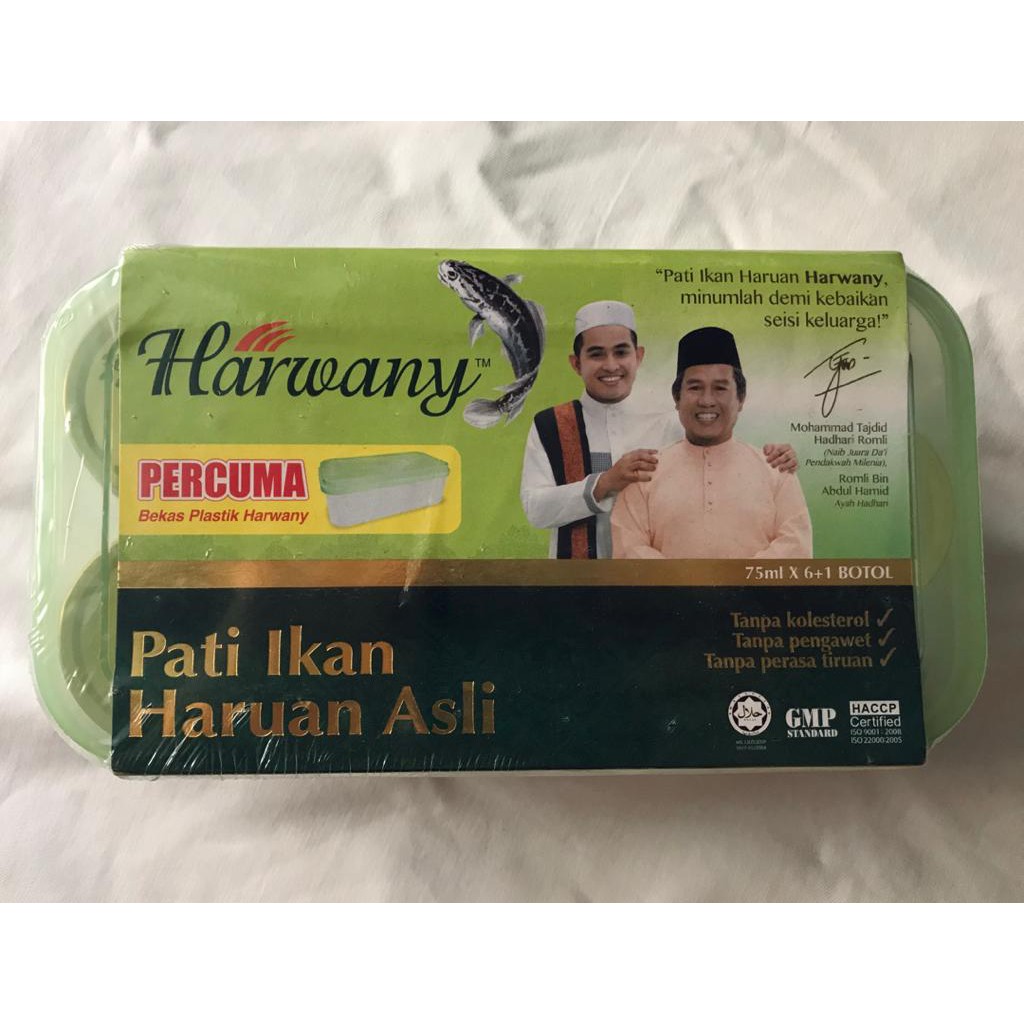 Harwany™
PERCUMA
Bekas Plastik Harwany
"Pati Ikan Haruan Harwany,
minumlah demi kebaikan
seisi keluarga!"
Mohammad Tajdid
Hadhari Romli
(Naib Juara Da'i
Pendakwah Milenia),
Romli Bin
Abdul Hamid
Ayah Hadhari
75ml X 6+1 BOTOL
Pati Ikan
Haruan Asli
Tanpa kolesterol ✓
Tanpa pengawet ✓
Tanpa perasa tiruan ✓
حلال
GMP
STANDARD
HACCP
Certified
ISO 9001 : 2008
ISO 22000:2005